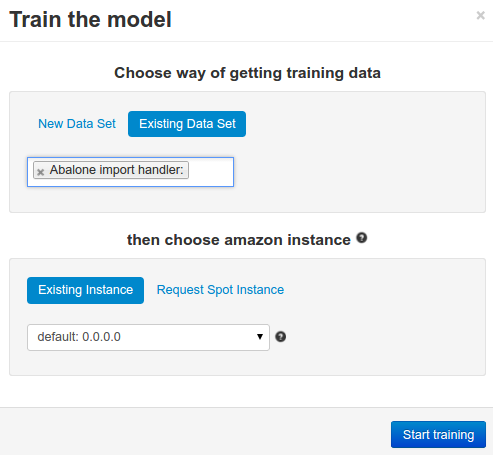 Train the model
×
Choose way of getting training data
New Data Set Existing Data Set
× Abalone import handler:
then choose amazon instance ?
Existing Instance Request Spot Instance
default: 0.0.0.0 ▼ ?
Start training